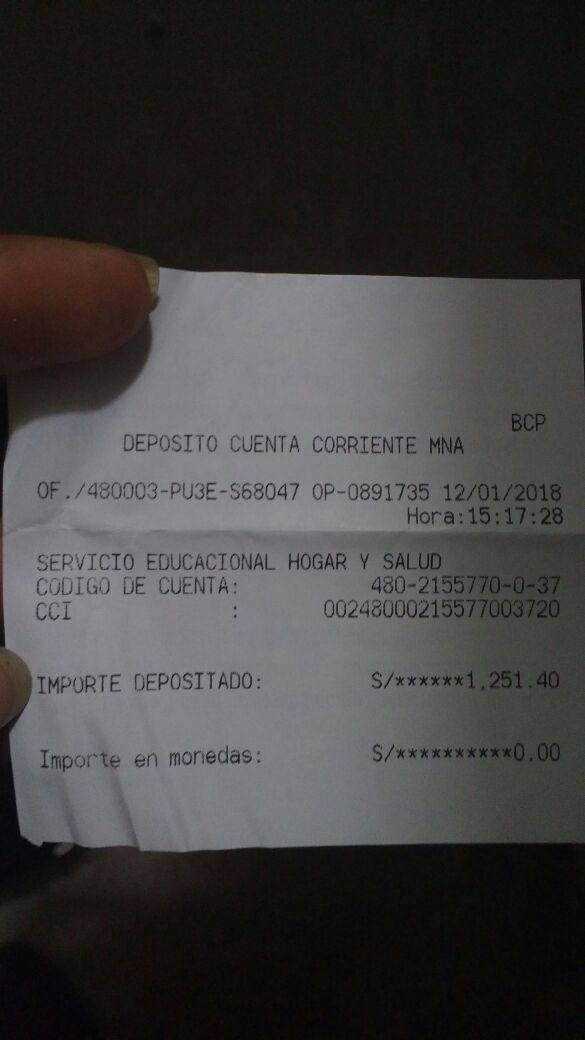 BCP
DEPOSITO CUENTA CORRIENTE MNA
OF./480003-PU3E-S68047 OP-0891735 12/01/2018
Hora:15:17:28
SERVICIO EDUCACIONAL HOGAR Y SALUD
CODIGO DE CUENTA: 480-2155770-0-37
CCI : 00248000215577003720
IMPORTE DEPOSITADO: S/******1,251.40
Importe en monedas: S/**********0.00